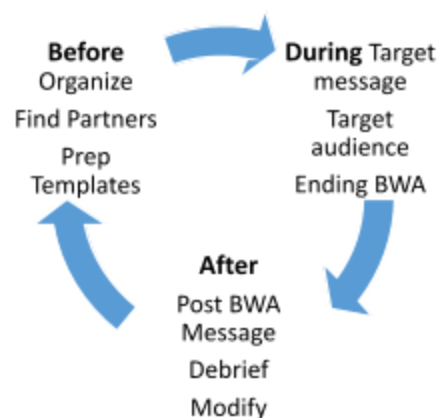 Before
Organize
Find Partners
Prep
Templates
During Target
message
Target
audience
Ending BWA
After
Post BWA
Message
Debrief
Modify